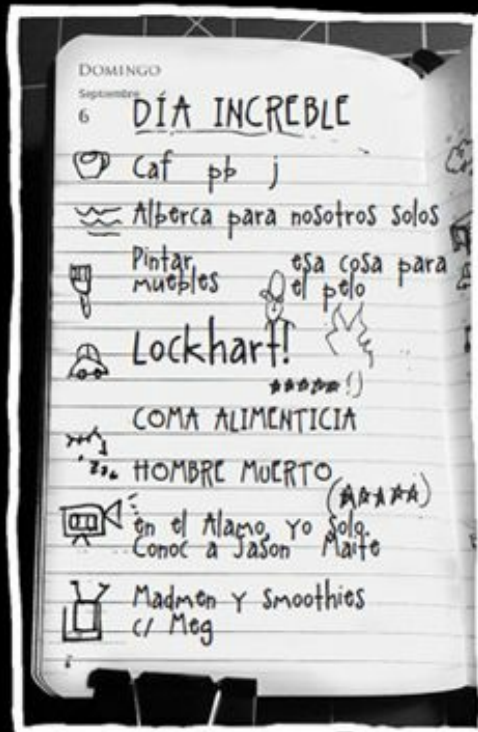 DOMINGO
Septiembre
6
DÍA INCREBLE
Caf pb j
Alberca para nosotros solos
Pintar muebles
esa cosa para el pelo
Lockhart!
★★★★★!)
COMA ALIMENTICIA
zzz
HOMBRE MUERTO
(★★★★★)
en el Alamo, yo solo.
Conoc a Jason Maite
Madmen y smoothies
c/ Meg